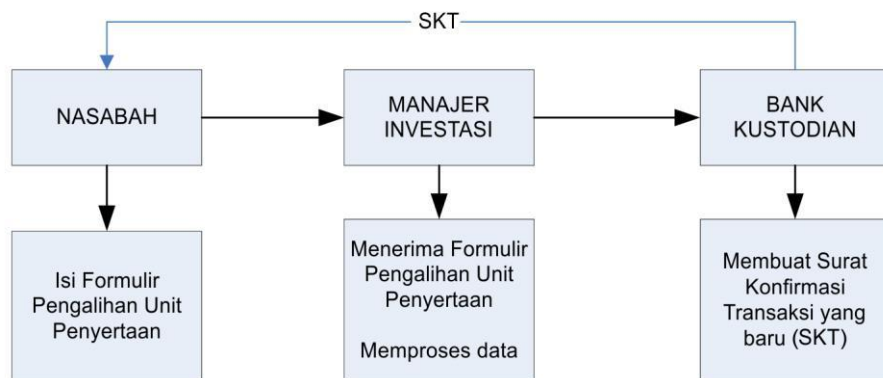 SKT
NASABAH
MANAJER
INVESTASI
BANK
KUSTODIAN
Isi Formulir
Pengalihan Unit
Penyertaan
Menerima Formulir
Pengalihan Unit
Penyertaan
Memproses data
Membuat Surat
Konfirmasi
Transaksi yang
baru (SKT)